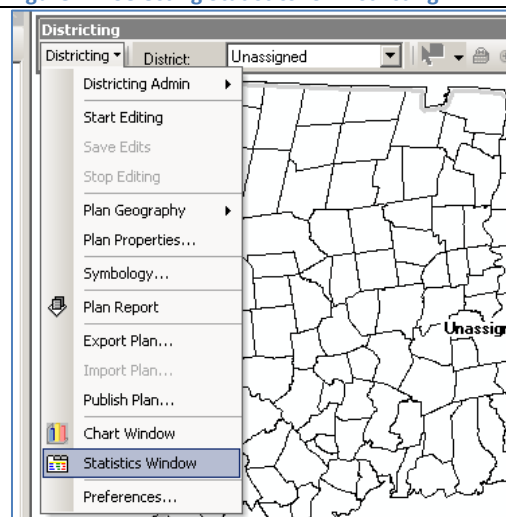 Districting
Districting District: Unassigned
Districting Admin
Start Editing
Save Edits
Stop Editing
Plan Geography
Plan Properties...
Symbology...
Plan Report
Export Plan...
Import Plan...
Publish Plan...
Chart Window
Statistics Window
Preferences...
Unassig